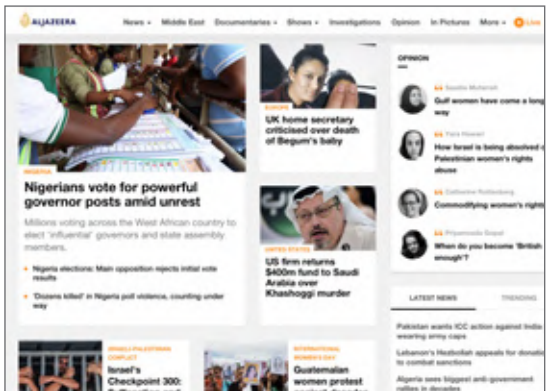 ALJAZEERA
News Middle East Documentaries Shows Investigations Opinion In Pictures More Live
NIGERIA
Nigerians vote for powerful
governor posts amid unrest
Millions voting across the West African country to
elect 'influential' governors and state assembly
members.
Nigeria elections: Main opposition rejects initial vote
results
'Dozens killed' in Nigeria poll violence, counting under
way
EUROPE
UK home secretary
criticised over death
of Begum's baby
UNITED STATES
US firm returns
$400m fund to Saudi
Arabia over
Khashoggi murder
OPINION
Gulf women have come a long
way
Yara Hawari
How Israel is being absolved o
Palestinian women's rights
abuse
Catherine Rottenberg
Commodifying women's rights
Priyamvada Gopal
When do you become 'British
enough'?
LATEST NEWS TRENDING
Pakistan wants ICC action against India
wearing army caps
Lebanon's Hezbollah appeals for donatio
to combat sanctions
Algeria sees biggest anti-government
rallies in decades
ISRAELI-PALESTINIAN
CONFLICT
Israel's
Checkpoint 300:
INTERNATIONAL
WOMEN'S DAY
Guatemalan
women protest